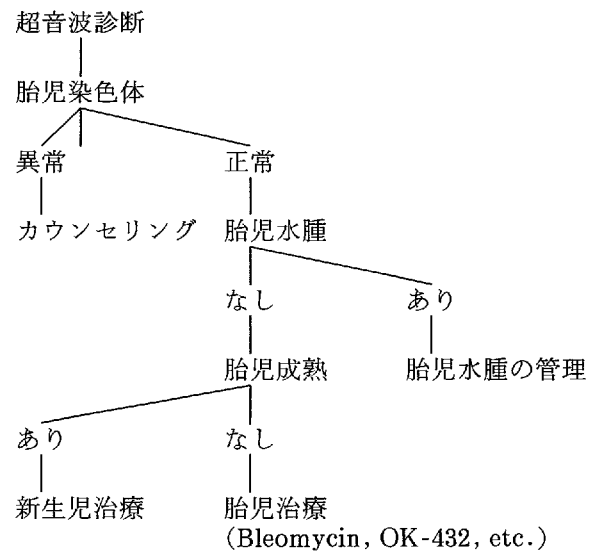 超音波診断
胎児染色体
異常
正常
カウンセリング
胎児水腫
なし
あり
胎児成熟
胎児水腫の管理
あり
なし
新生児治療
胎児治療
(Bleomycin, OK-432, etc.)